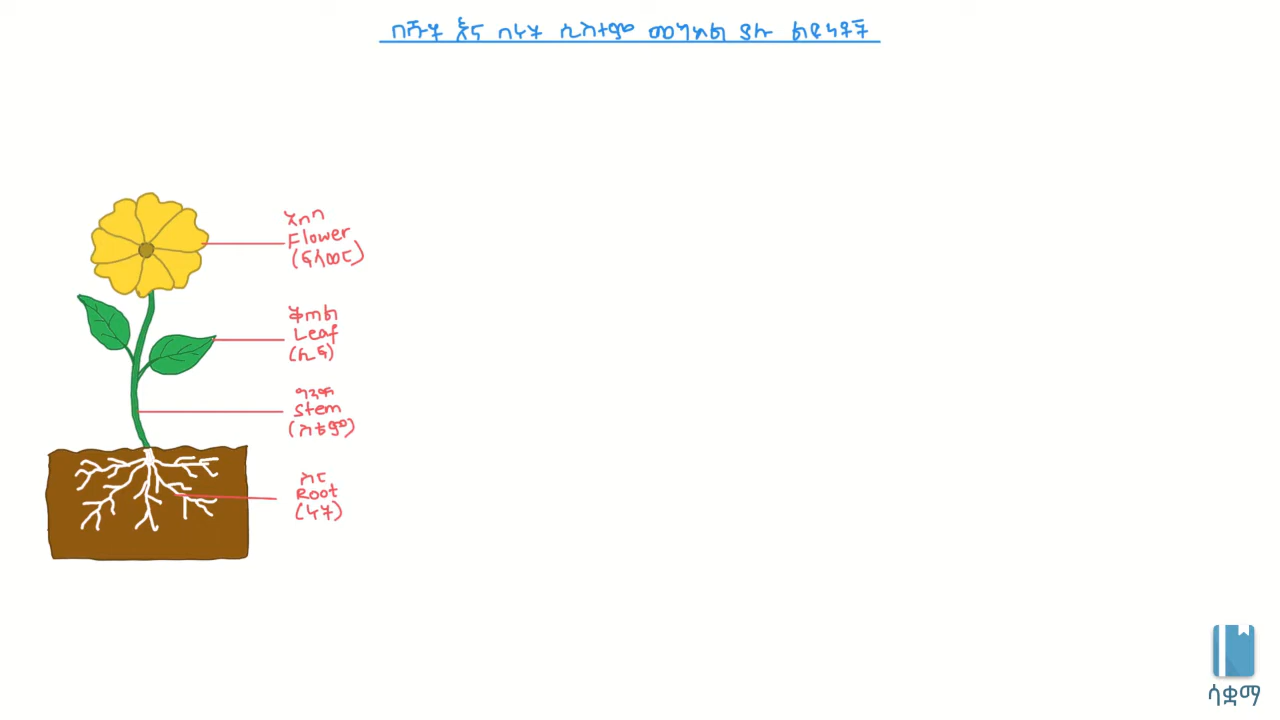 በሹት እና በሩት ሲስተም መካከል ያሉ ልዩነቶች
አበባ
Flower
(ፍላወር)
ቅጠል
Leaf
(ሊፍ)
ግንድ
Stem
(ስቴም)
ስር
Root
(ሩት)
ሳቋማ